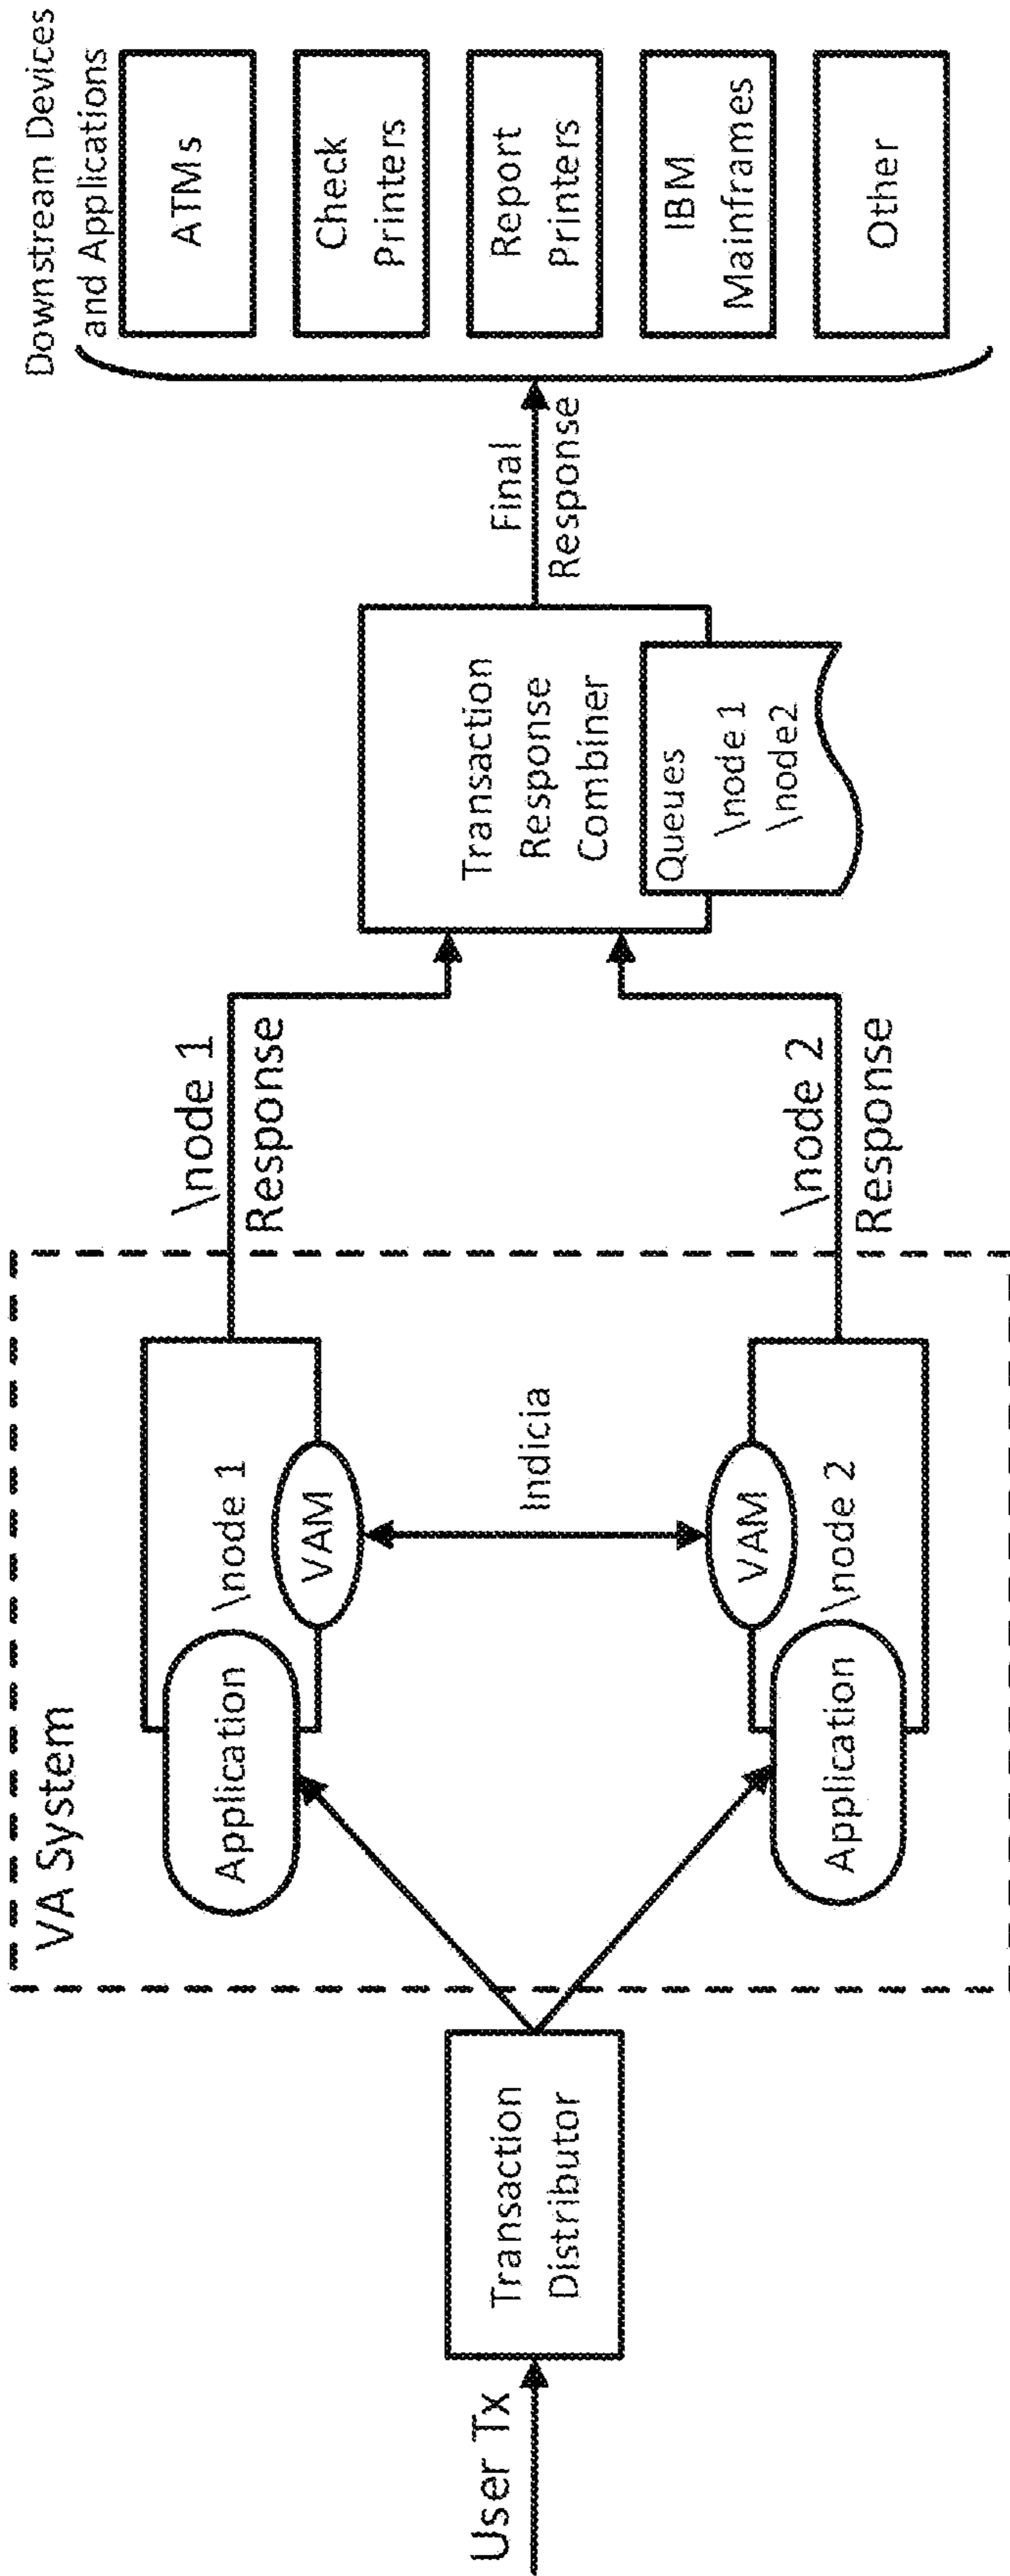 User Tx
Transaction
Distributor
VA System
Application
\node 1
VAM
Indicia
VAM
Application
\node 2
\node 1
Response
\node 2
Response
Transaction
Response
Combiner
Queues
\node1
\node2
Final
Response
Downstream Devices
and Applications
ATMs
Check
Printers
Report
Printers
IBM
Mainframes
Other